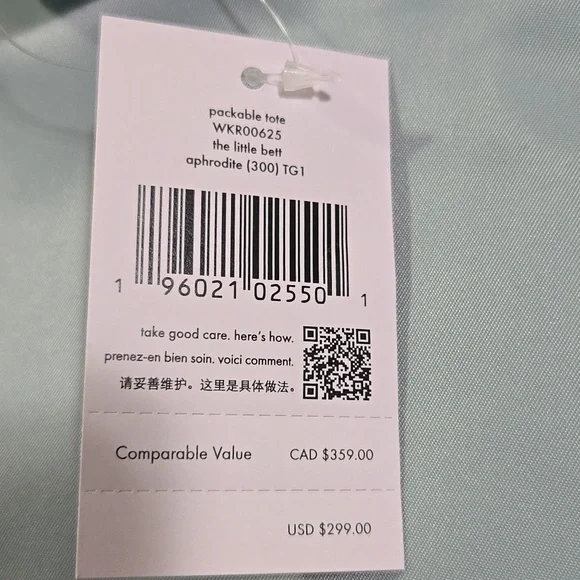 packable tote
WKR00625
the little bett
aphrodite (300) TG1
1 96021 02550 1
take good care. here's how.
prenez-en bien soin. voici comment.
请妥善维护。这里是具体做法。
Comparable Value CAD $359.00
USD $299.00